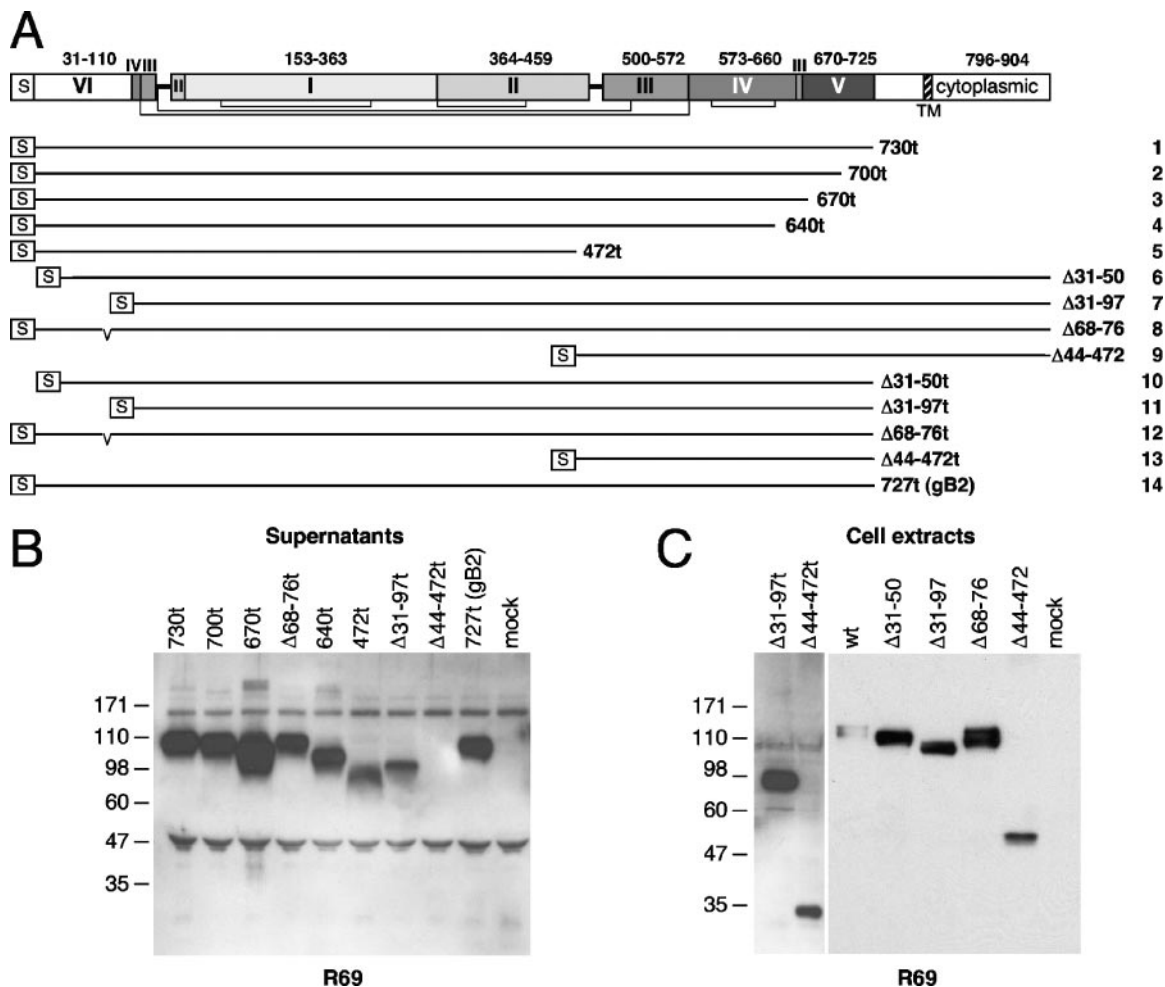 A
31-110 153-363 364-459 500-572 573-660 670-725 796-904
S VI IV III II I II III IV III V cytoplasmic
TM
S 730t 1
S 700t 2
S 670t 3
S 640t 4
S 472t 5
S Δ31-50 6
S Δ31-97 7
S Δ68-76 8
S Δ44-472 9
S Δ31-50t 10
S Δ31-97t 11
S Δ68-76t 12
S Δ44-472t 13
S 727t (gB2) 14
B
Supernatants
730t 700t 670t Δ68-76t 640t 472t Δ31-97t Δ44-472t 727t (gB2) mock
171
110
98
60
47
35
R69
C
Cell extracts
Δ31-97t Δ44-472t wt Δ31-50 Δ31-97 Δ68-76 Δ44-472 mock
171
110
98
60
47
35
R69